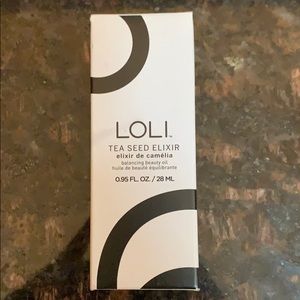 LOLI™
TEA SEED ELIXIR
elixir de camélia
balancing beauty oil
huile de beauté équilibrante
0.95 FL. OZ. / 28 ML